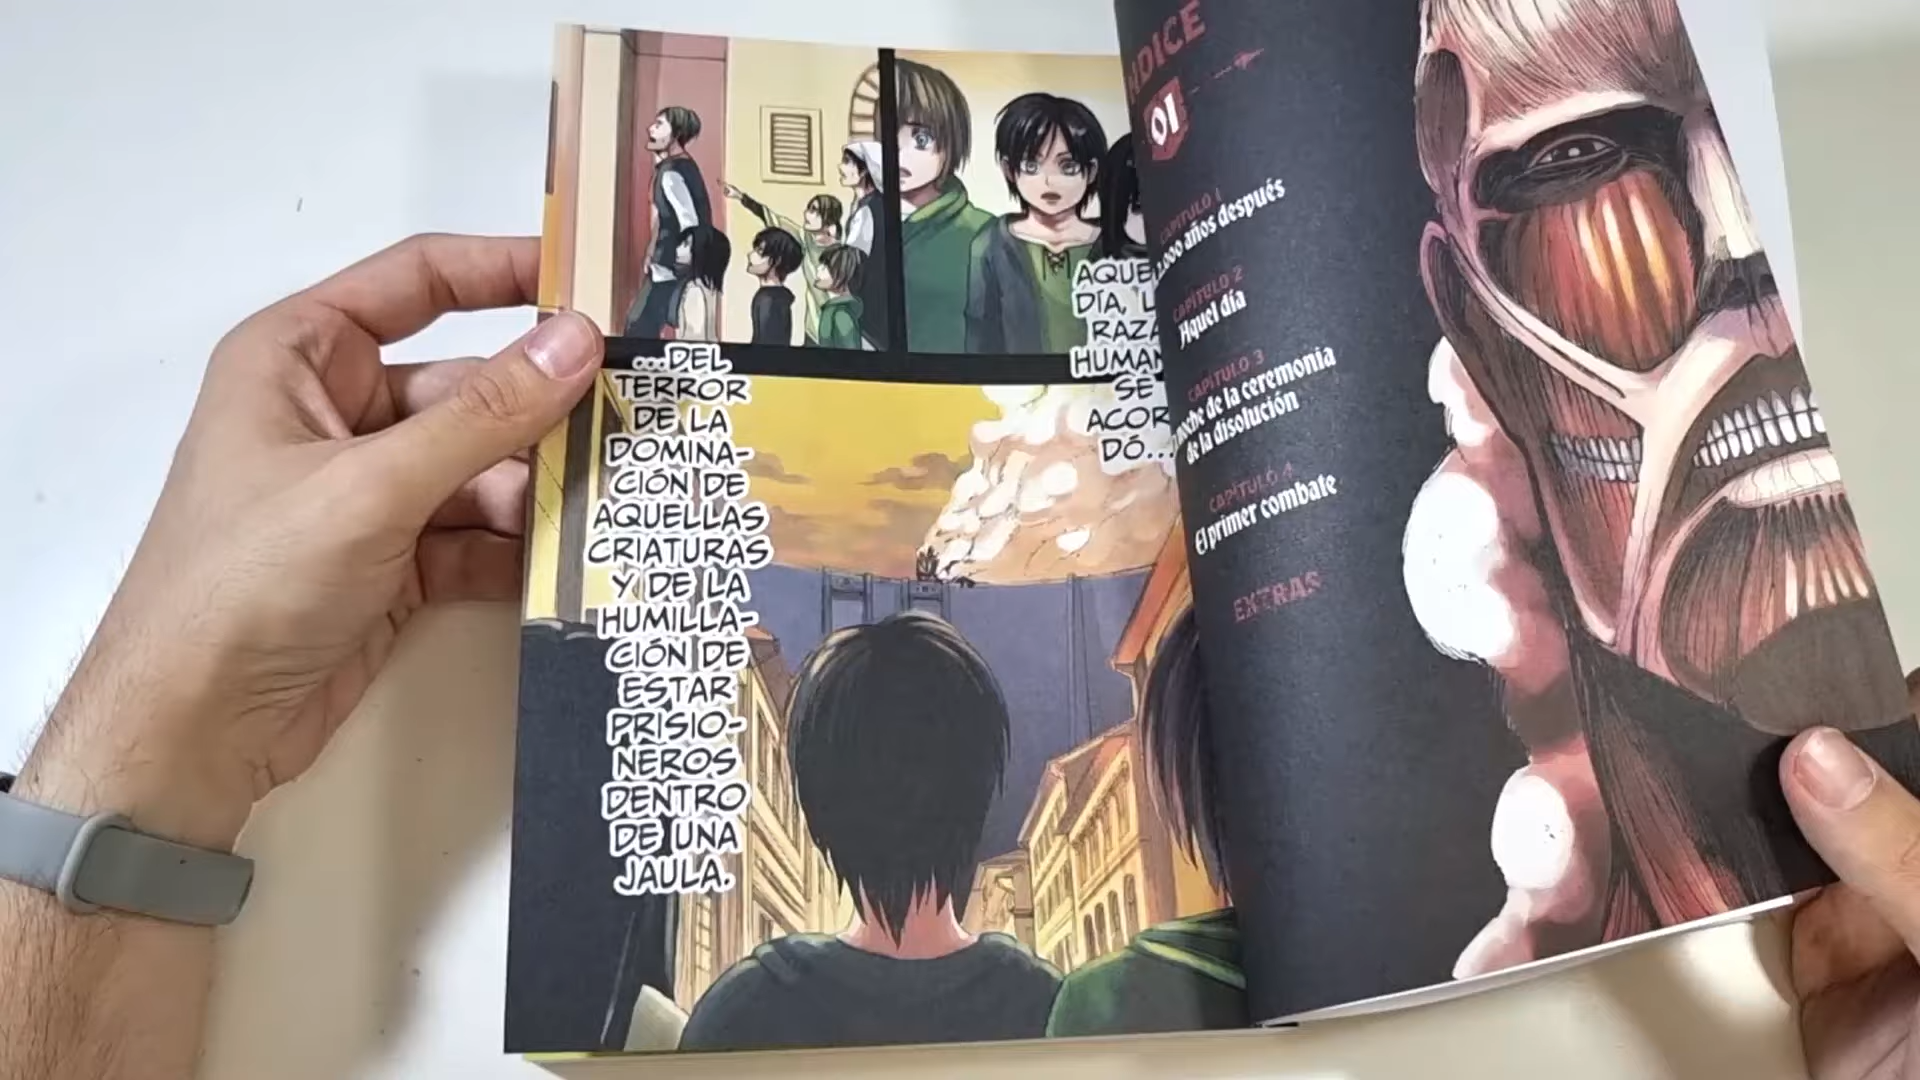 AQUE
DÍA, L
RAZA
HUMAN
SE
ACOR
DÓ...
...DEL
TERROR
DE LA
DOMINA-
CIÓN DE
AQUELLAS
CRIATURAS
Y DE LA
HUMILLA-
CIÓN DE
ESTAR
PRISIO-
NEROS
DENTRO
DE UNA
JAULA.
NDICE
01
CAPÍTULO 1
2.000 años después
CAPÍTULO 2
Aquel día
CAPÍTULO 3
noche de la ceremonia
de la disolución
CAPÍTULO 4
El primer combate
EXTRAS